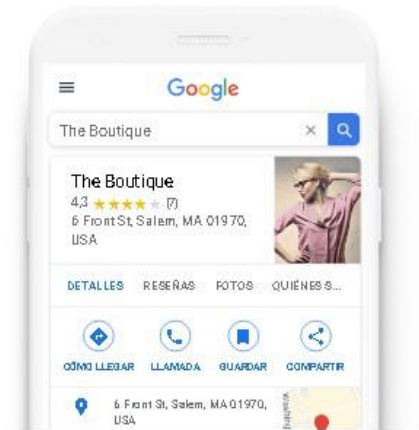 Google
The Boutique
The Boutique
4,3 (7)
6 Front St, Salem, MA 01970,
USA
DETALLES RESEÑAS FOTOS QUIÉNES S...
CÓMO LLEGAR LLAMADA GUARDAR COMPARTIR
6 Front St, Salem, MA 01970,
USA